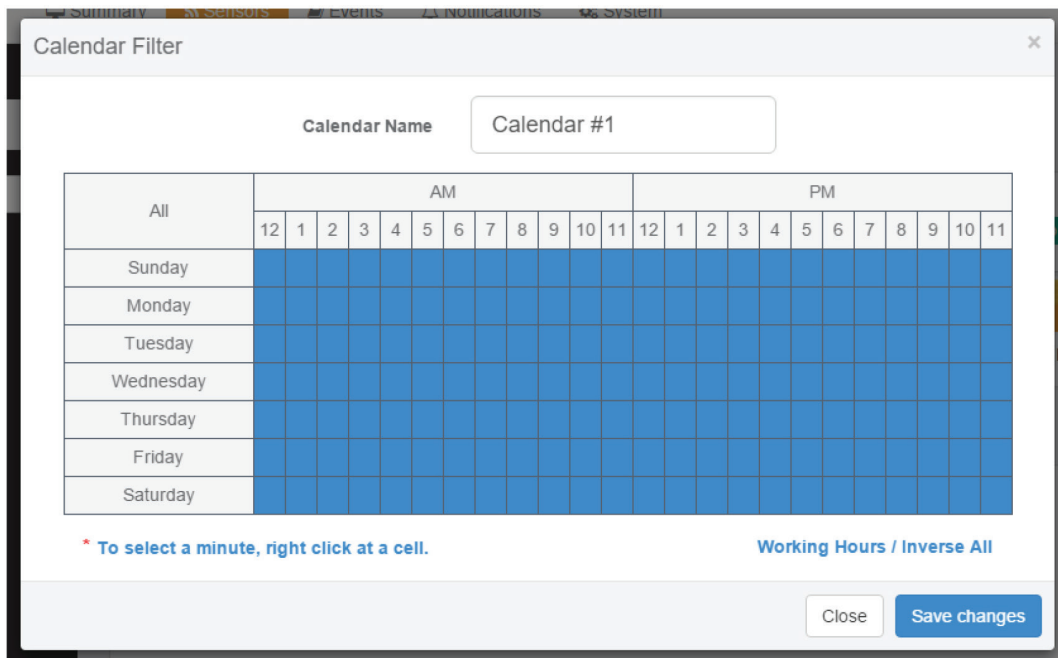 Summary Sensors Events Notifications System
Calendar Filter ×
Calendar Name Calendar #1
All AM PM
12 1 2 3 4 5 6 7 8 9 10 11 12 1 2 3 4 5 6 7 8 9 10 11
Sunday
Monday
Tuesday
Wednesday
Thursday
Friday
Saturday
* To select a minute, right click at a cell. Working Hours / Inverse All
Close Save changes